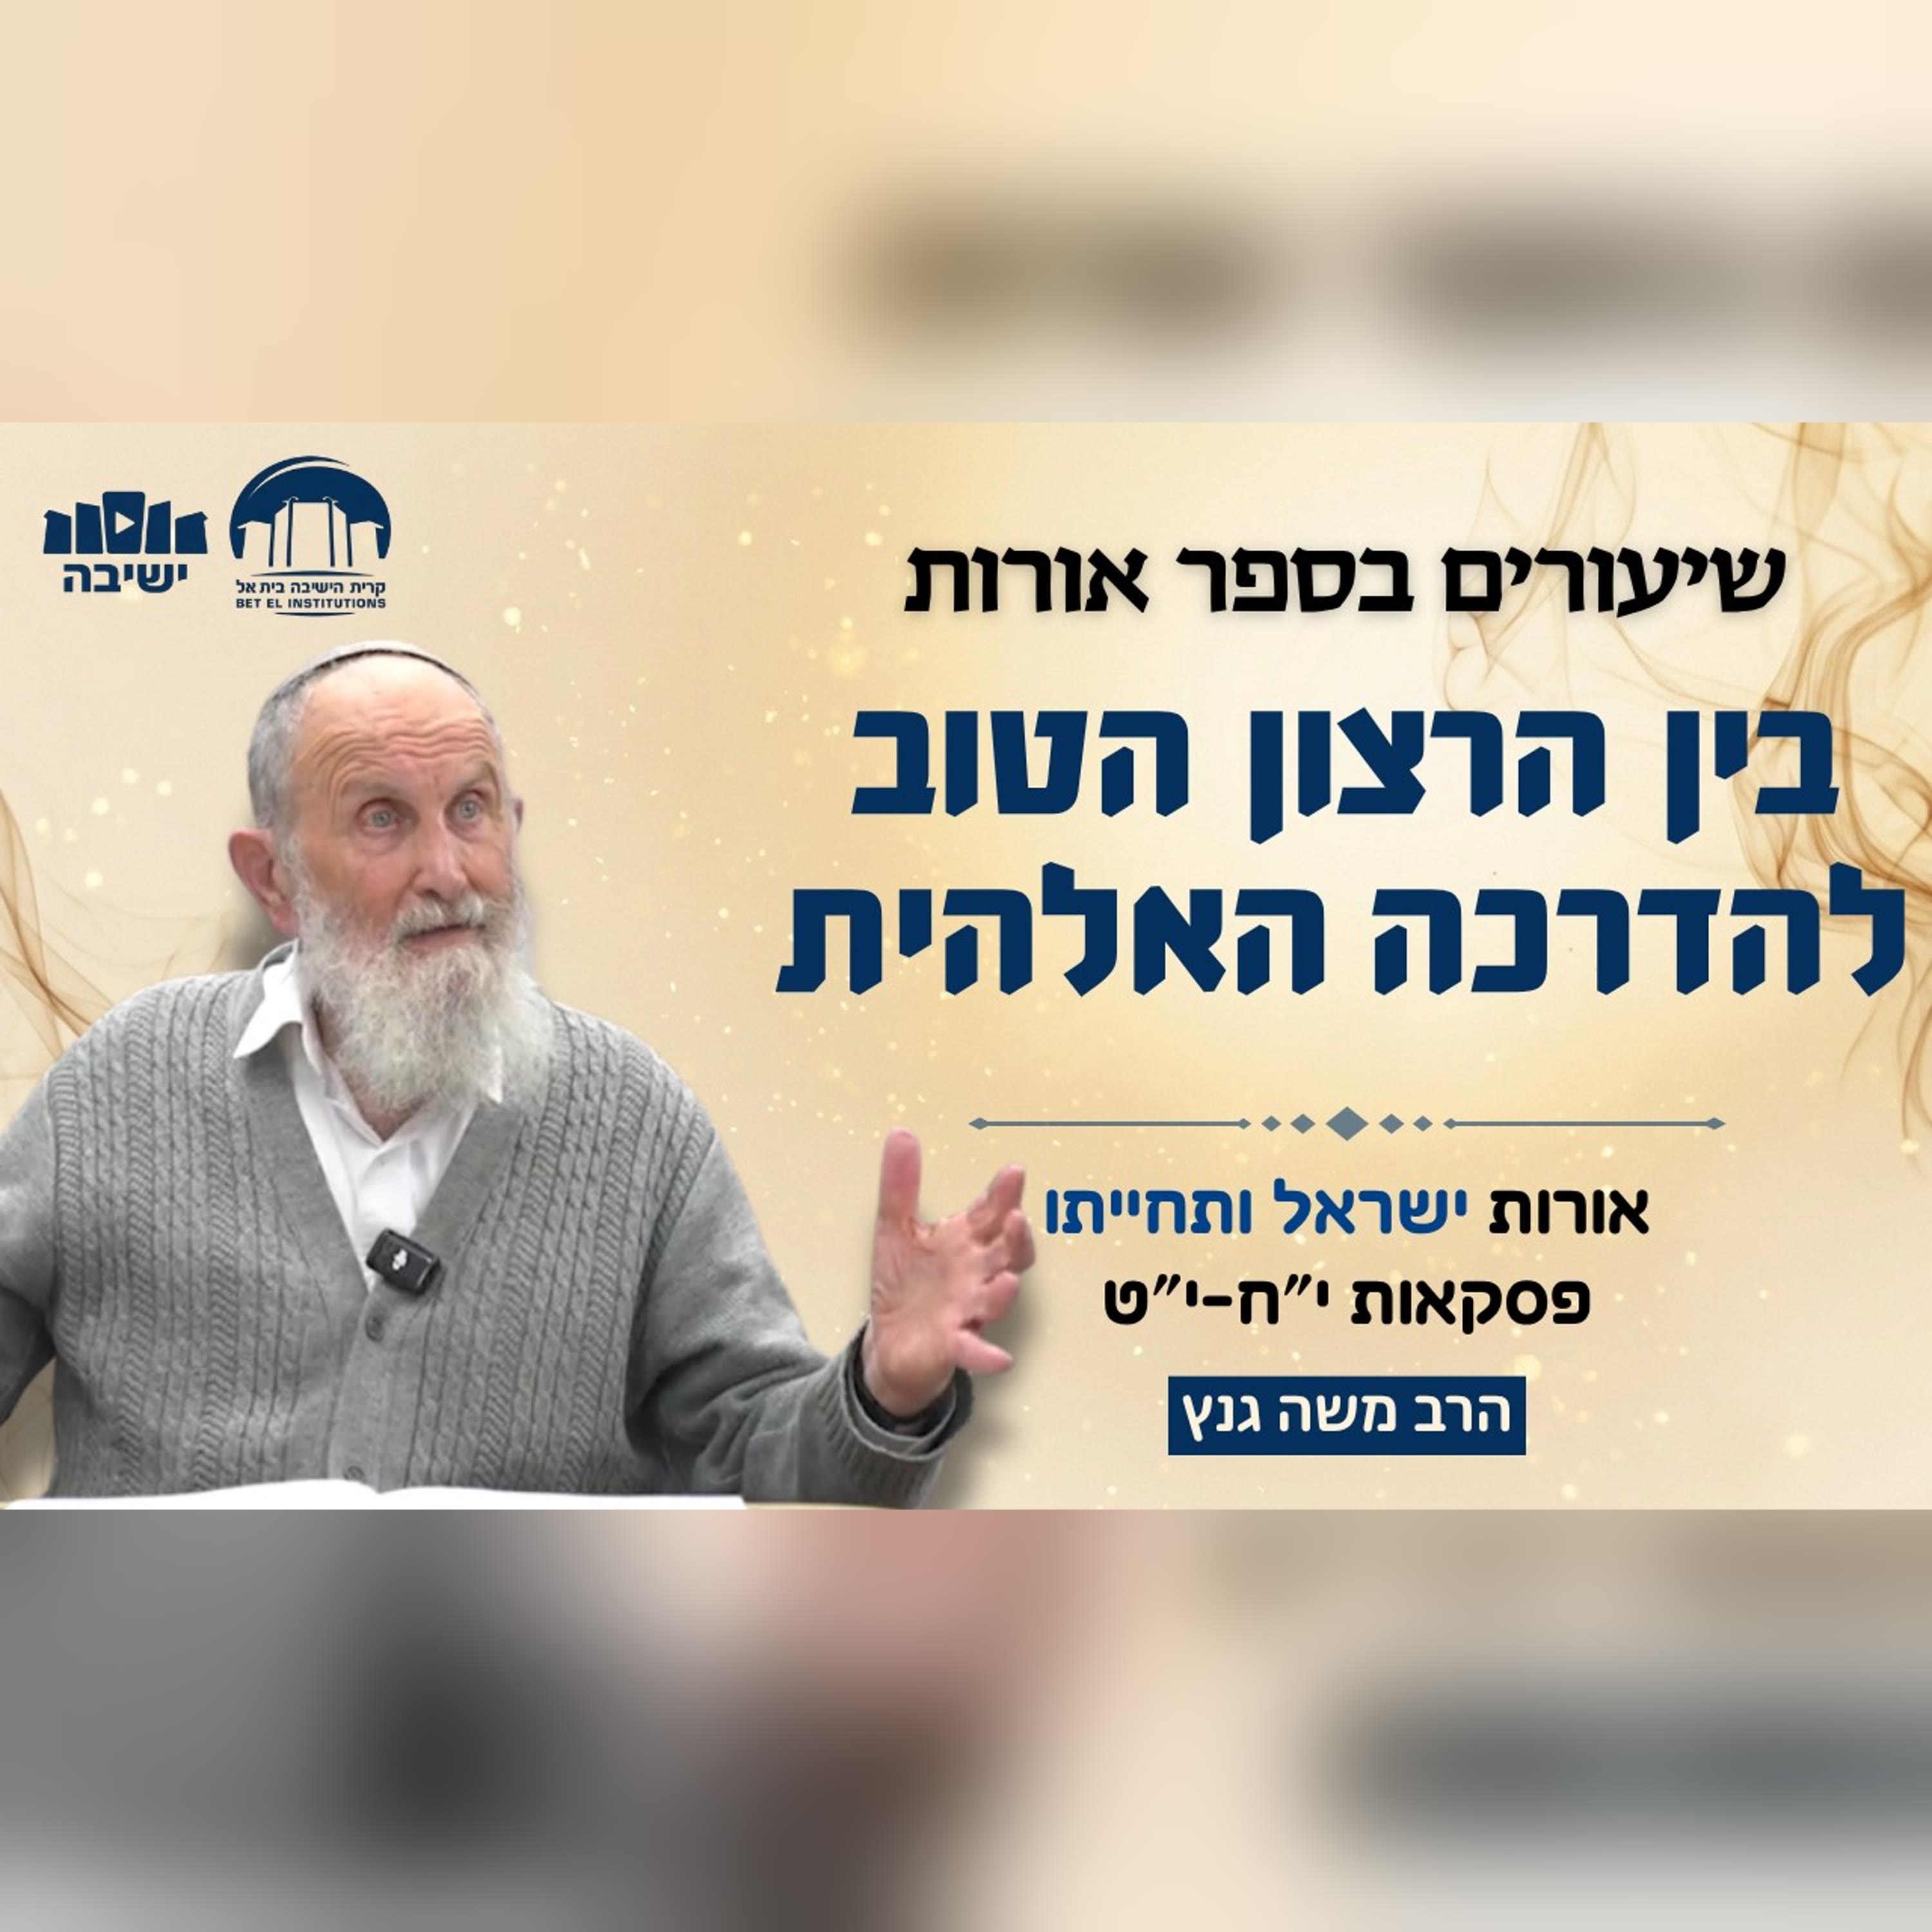 ישיבה
קרית הישיבה בית אל
BET EL INSTITUTIONS
שיעורים בספר אורות
בין הרצון הטוב
להדרכה האלהית
אורות ישראל ותחייתו
פסקאות י״ח-י״ט
הרב משה גנץ